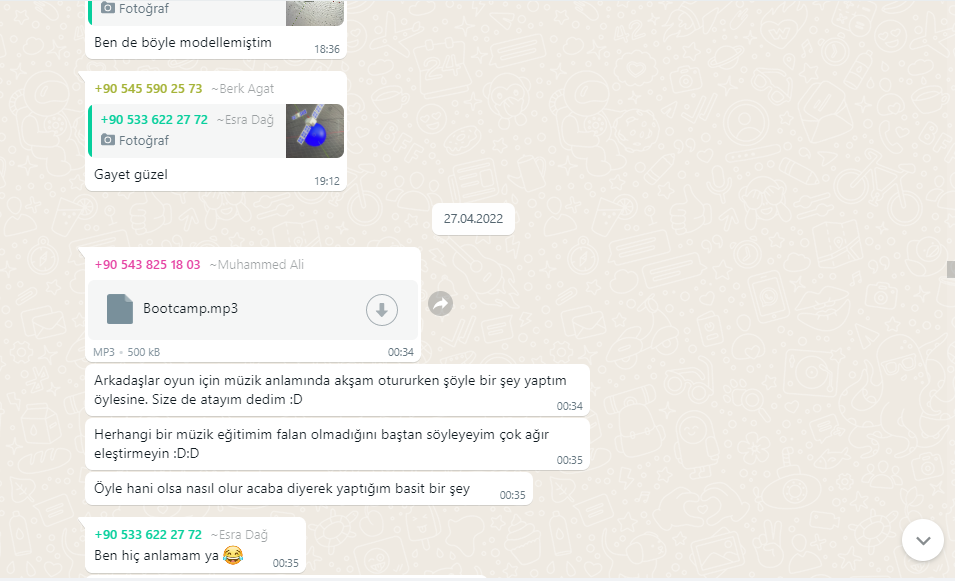 Fotoğraf
Ben de böyle modellemiştim
18:36
+90 545 590 25 73 ~Berk Agat
+90 533 622 27 72 ~Esra Dağ
Fotoğraf
Gayet güzel
19:12
27.04.2022
+90 543 825 18 03 ~Muhammed Ali
Bootcamp.mp3
MP3 • 500 kB 00:34
Arkadaşlar oyun için müzik anlamında akşam otururken şöyle bir şey yaptım
öylesine. Size de atayım dedim :D
00:34
Herhangi bir müzik eğitimim falan olmadığını baştan söyleyeyim çok ağır
eleştirmeyin :D:D
00:35
Öyle hani olsa nasıl olur acaba diyerek yaptığım basit bir şey
00:35
+90 533 622 27 72 ~Esra Dağ
Ben hiç anlamam ya 😂
00:35